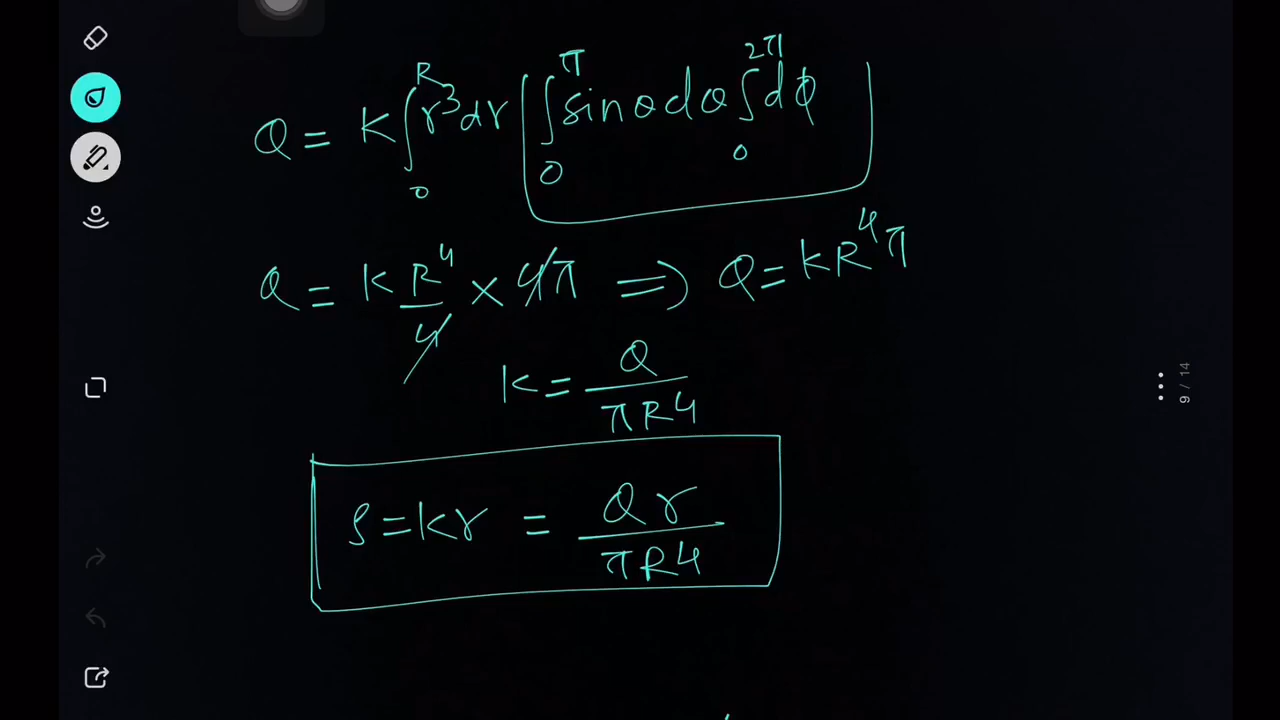 Q = k ∫₀ᴿ r³dr ∫₀^π sinθdθ ∫₀^2π dϕ
Q = k R⁴/4 × 4π ⇒ Q = kR⁴π
k = Q/πR4
ρ = kr = Qr/πR4
9 / 14